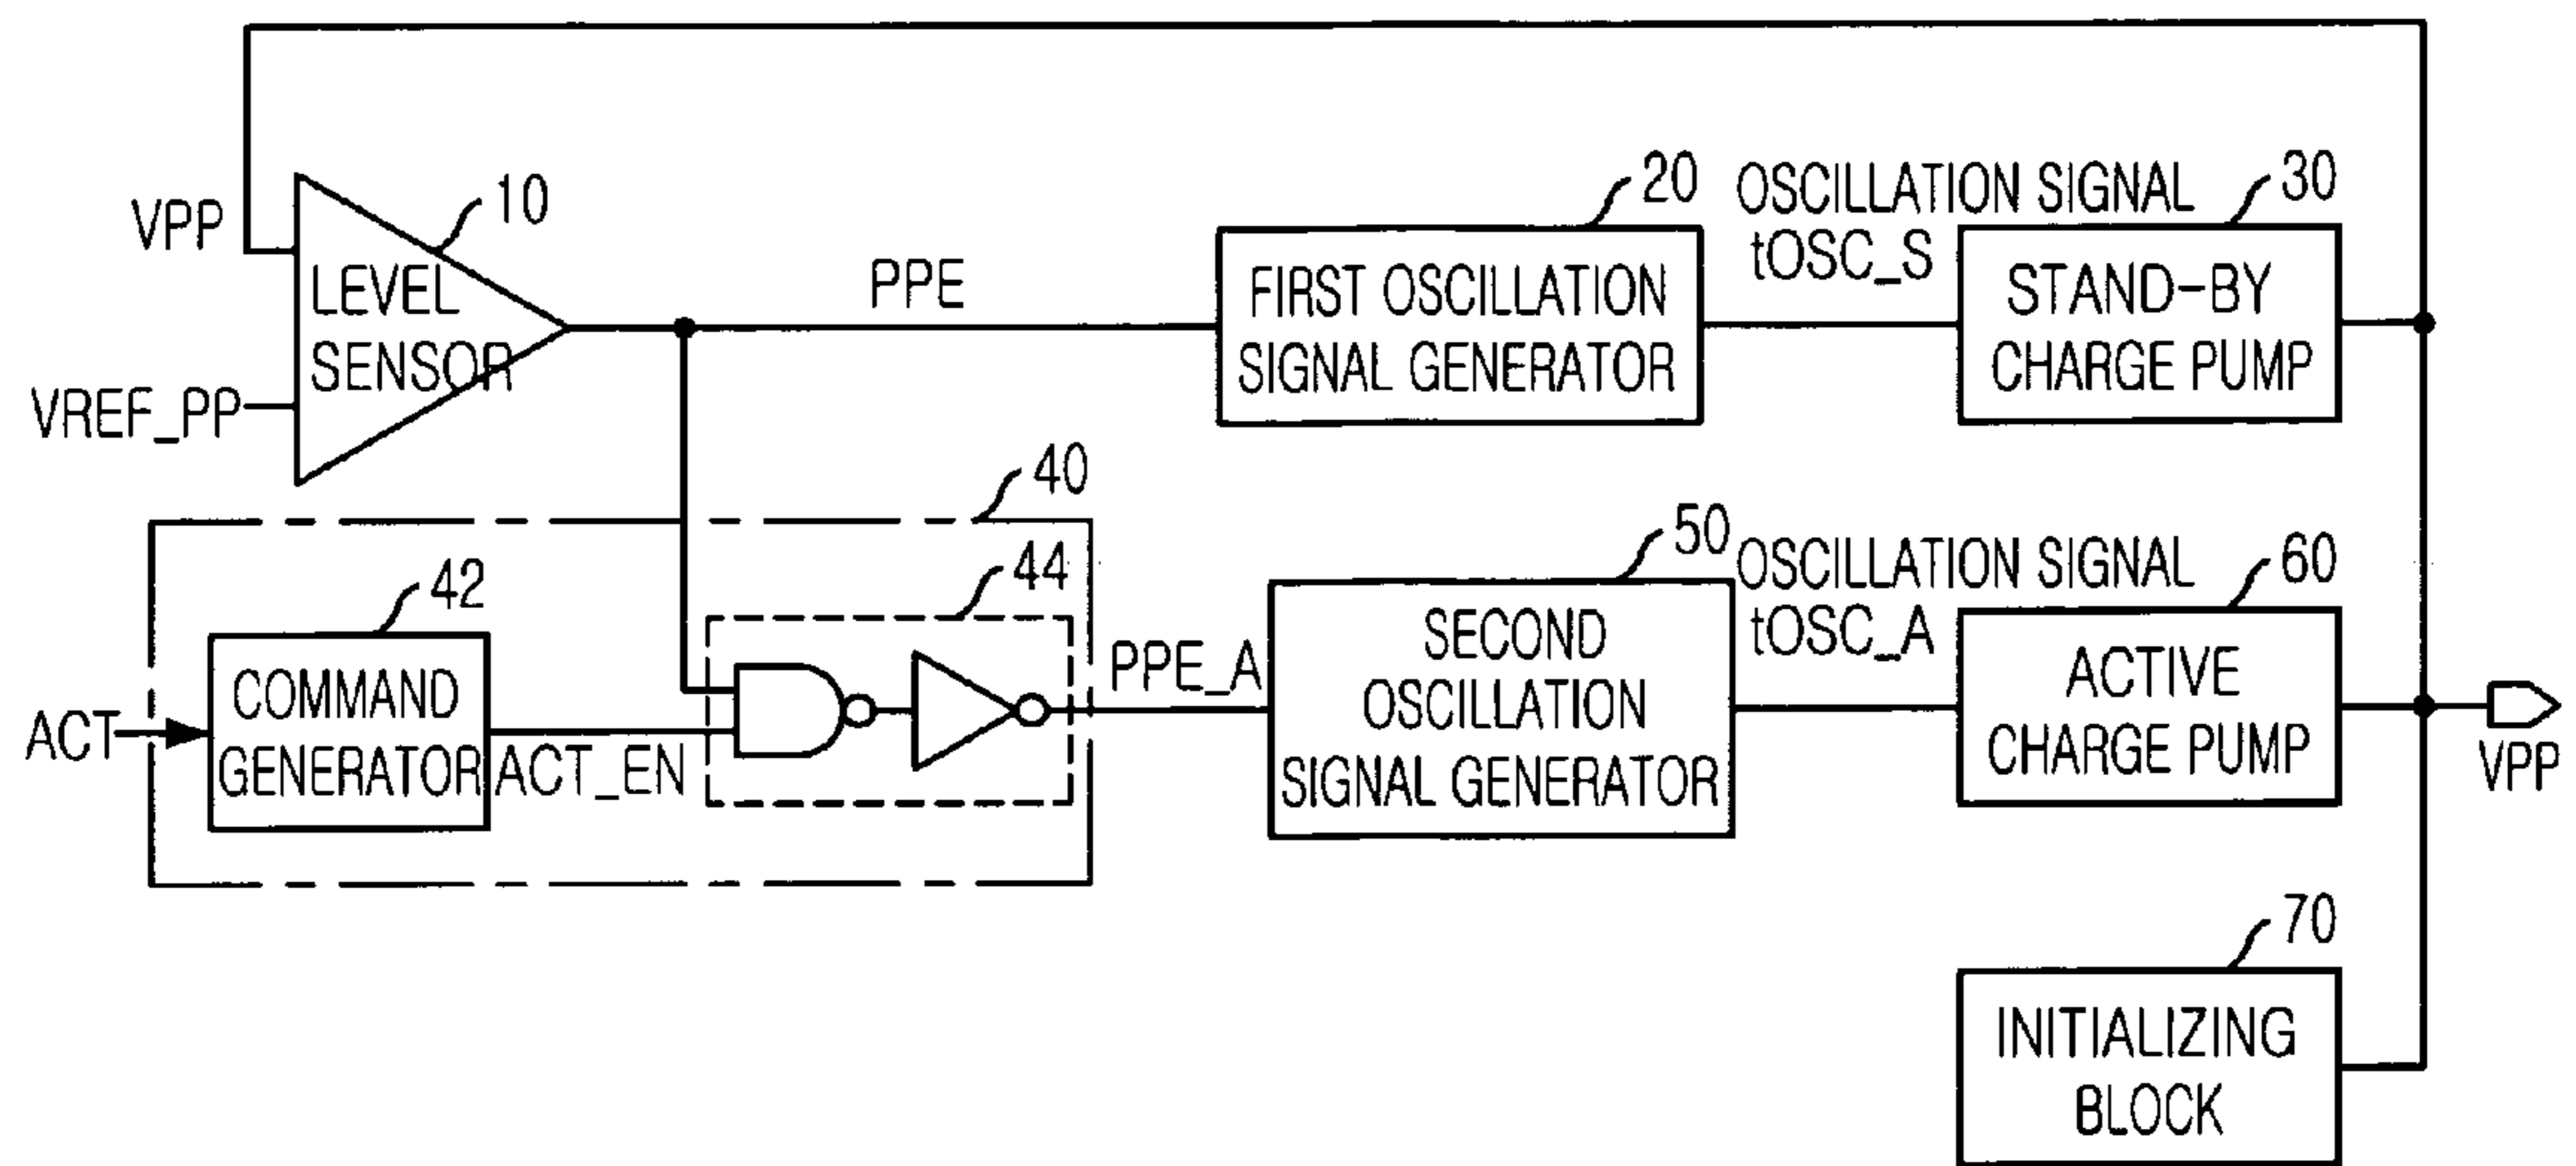 VPP
10
LEVEL
SENSOR
VREF_PP
PPE
20
FIRST OSCILLATION
SIGNAL GENERATOR
OSCILLATION SIGNAL
tOSC_S
30
STAND-BY
CHARGE PUMP
40
42
COMMAND
GENERATOR
ACT
ACT_EN
44
PPE_A
50
SECOND
OSCILLATION
SIGNAL GENERATOR
OSCILLATION SIGNAL
tOSC_A
60
ACTIVE
CHARGE PUMP
VPP
70
INITIALIZING
BLOCK